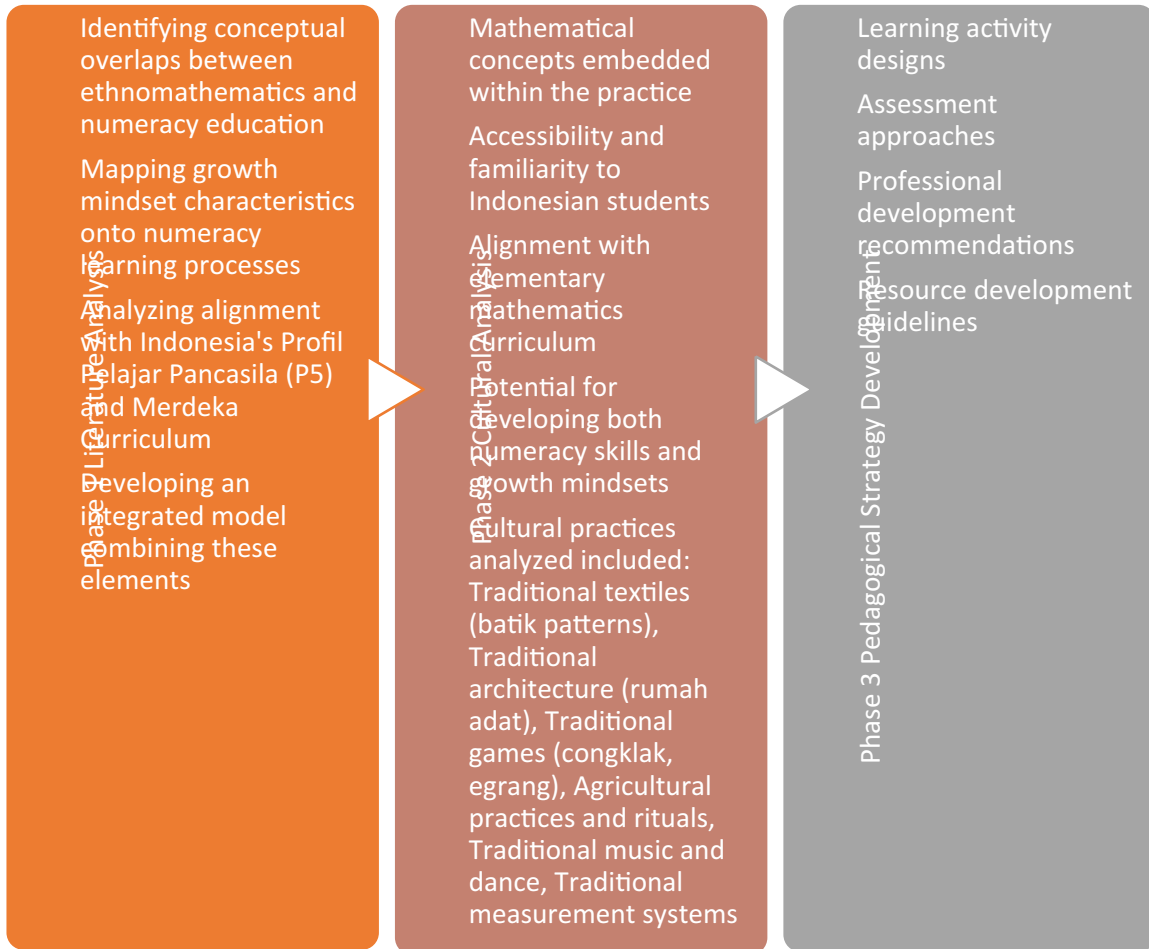 Phase 1 Literature Analysis
Identifying conceptual
overlaps between
ethnomathematics and
numeracy education
Mapping growth
mindset characteristics
onto numeracy
learning processes
Analyzing alignment
with Indonesia's Profil
Pelajar Pancasila (P5)
and Merdeka
Curriculum
Developing an
integrated model
combining these
elements
Phase 2 Cultural Analysis
Mathematical
concepts embedded
within the practice
Accessibility and
familiarity to
Indonesian students
Alignment with
elementary
mathematics
curriculum
Potential for
developing both
numeracy skills and
growth mindsets
Cultural practices
analyzed included:
Traditional textiles
(batik patterns),
Traditional
architecture (rumah
adat), Traditional
games (congklak,
egrang), Agricultural
practices and rituals,
Traditional music and
dance, Traditional
measurement systems
Phase 3 Pedagogical Strategy Development
Learning activity
designs
Assessment
approaches
Professional
development
recommendations
Resource development
guidelines